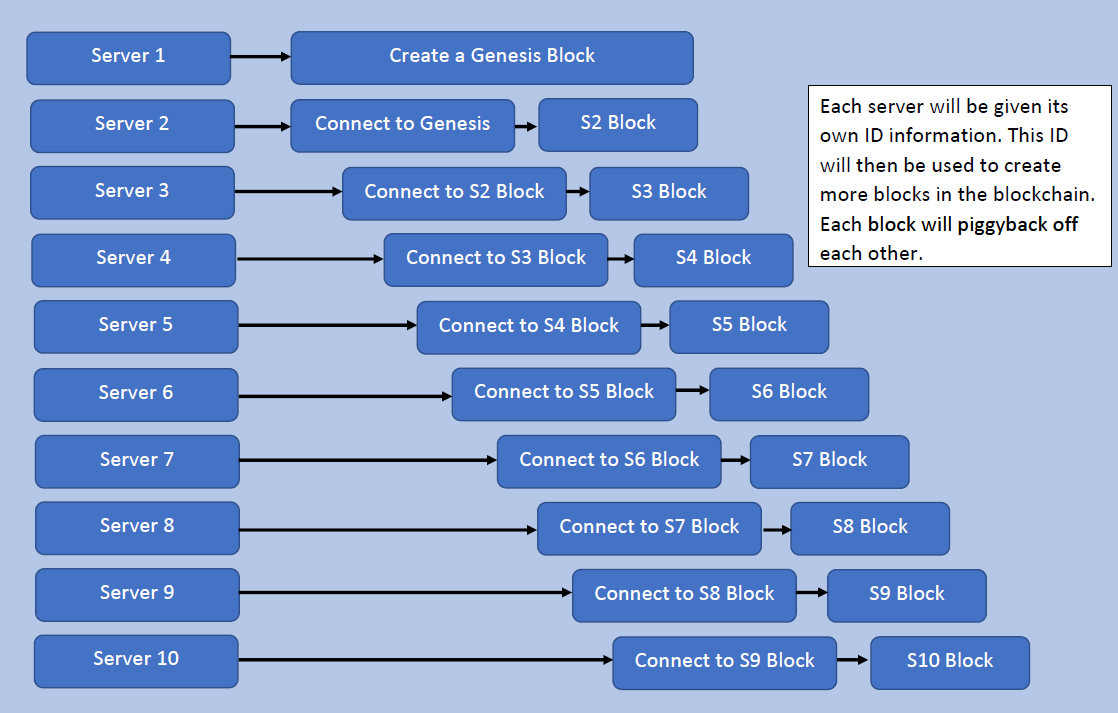 Server 1
Create a Genesis Block
Server 2
Connect to Genesis
S2 Block
Each server will be given its
own ID information. This ID
will then be used to create
more blocks in the blockchain.
Each block will piggyback off
each other.
Server 3
Connect to S2 Block
S3 Block
Server 4
Connect to S3 Block
S4 Block
Server 5
Connect to S4 Block
S5 Block
Server 6
Connect to S5 Block
S6 Block
Server 7
Connect to S6 Block
S7 Block
Server 8
Connect to S7 Block
S8 Block
Server 9
Connect to S8 Block
S9 Block
Server 10
Connect to S9 Block
S10 Block